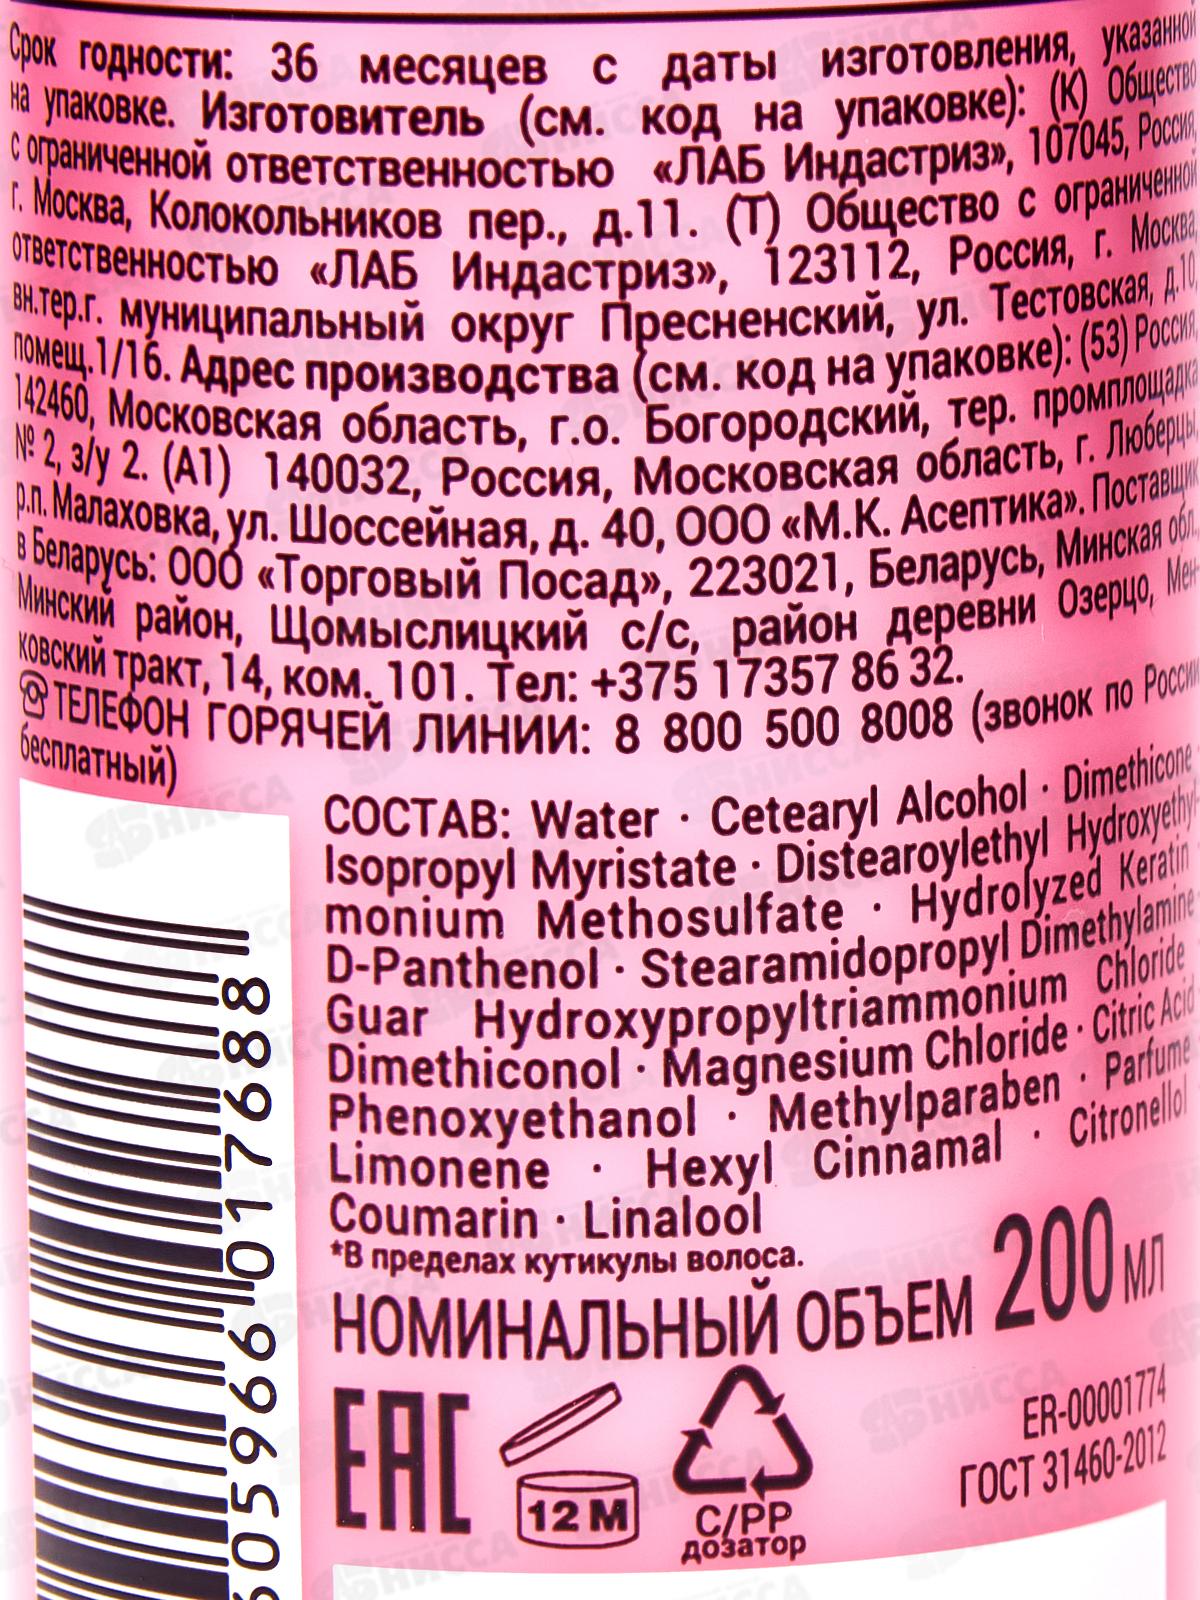 Срок годности: 36 месяцев с даты изготовления, указанной
на упаковке. Изготовитель (см. код на упаковке): (К) Общество
с ограниченной ответственностью «ЛАБ Индастриз», 107045, Россия,
г. Москва, Колокольников пер., д.11. (Т) Общество с ограниченной
ответственностью «ЛАБ Индастриз», 123112, Россия, г. Москва,
вн.тер.г. муниципальный округ Пресненский, ул. Тестовская, д.10,
помещ.1/16. Адрес производства (см. код на упаковке): (53) Россия,
142460, Московская область, г.о. Богородский, тер. промплощадка
№ 2, з/у 2. (А1) 140032, Россия, Московская область, г. Люберцы,
р.п. Малаховка, ул. Шоссейная, д. 40, ООО «М.К. Асептика». Поставщик
в Беларусь: ООО «Торговый Посад», 223021, Беларусь, Минская обл.,
Минский район, Щомыслицкий с/с, район деревни Озерцо, Мен-
ковский тракт, 14, ком. 101. Тел: +375 17357 86 32.
☎ТЕЛЕФОН ГОРЯЧЕЙ ЛИНИИ: 8 800 500 8008 (звонок по России
бесплатный)
СОСТАВ: Water · Cetearyl Alcohol · Dimethicone ·
Isopropyl Myristate · Distearoylethyl Hydroxyethyl-
monium Methosulfate · Hydrolyzed Keratin ·
D-Panthenol · Stearamidopropyl Dimethylamine
Guar Hydroxypropyltriammonium Chloride
Dimethiconol · Magnesium Chloride · Citric Acid
Phenoxyethanol · Methylparaben · Parfume
Limonene · Hexyl Cinnamal · Citronellol
Coumarin · Linalool
*В пределах кутикулы волоса.
НОМИНАЛЬНЫЙ ОБЪЕМ 200 МЛ
EAC
12 M
C/PP
дозатор
ER-00001774
ГОСТ 31460-2012
605966 017688
НИССА